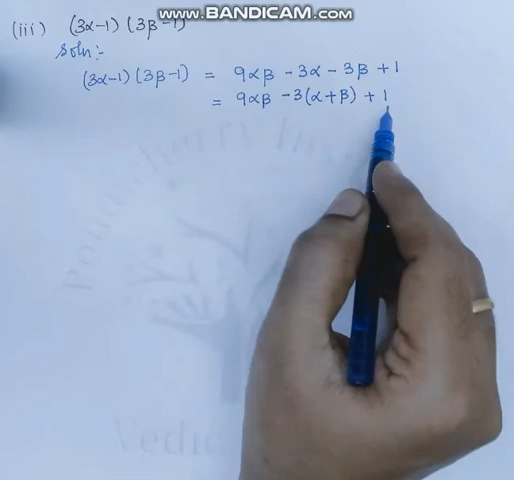 www.BANDICAM.com
(iii) (3α-1) (3β-1)
Soln:-
(3α-1) (3β-1) = 9αβ - 3α - 3β + 1
= 9αβ - 3(α+β) + 1
Vedic